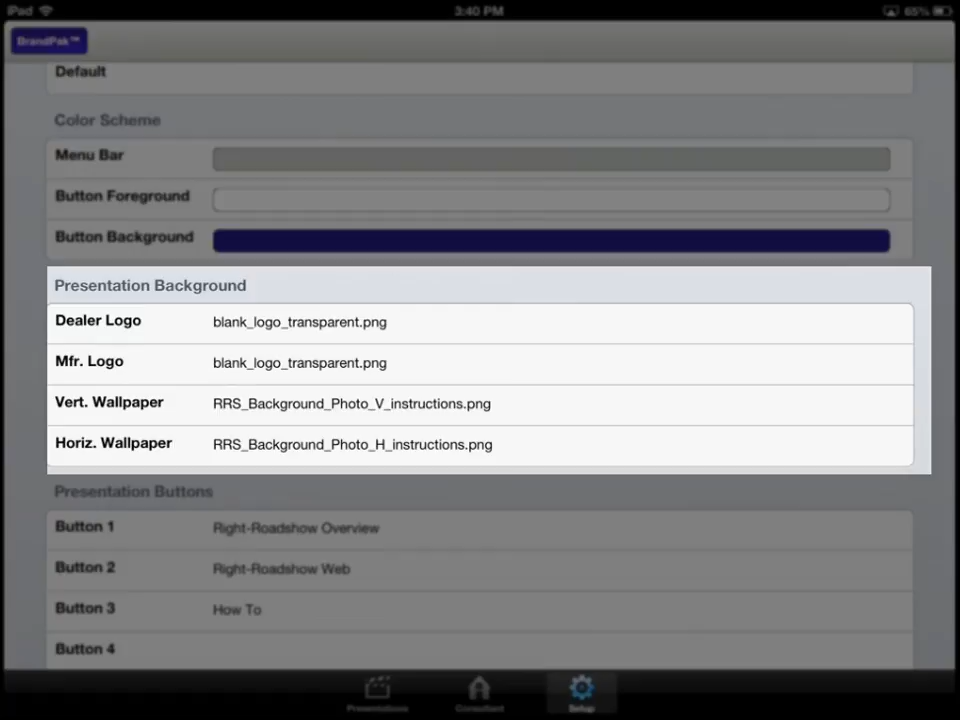 iPad 3:40 PM 65%
BrandPak™
Default
Color Scheme
Menu Bar
Button Foreground
Button Background
Presentation Background
Dealer Logo blank_logo_transparent.png
Mfr. Logo blank_logo_transparent.png
Vert. Wallpaper RRS_Background_Photo_V_instructions.png
Horiz. Wallpaper RRS_Background_Photo_H_instructions.png
Presentation Buttons
Button 1 Right-Roadshow Overview
Button 2 Right-Roadshow Web
Button 3 How To
Button 4
Presentations Consultant Setup